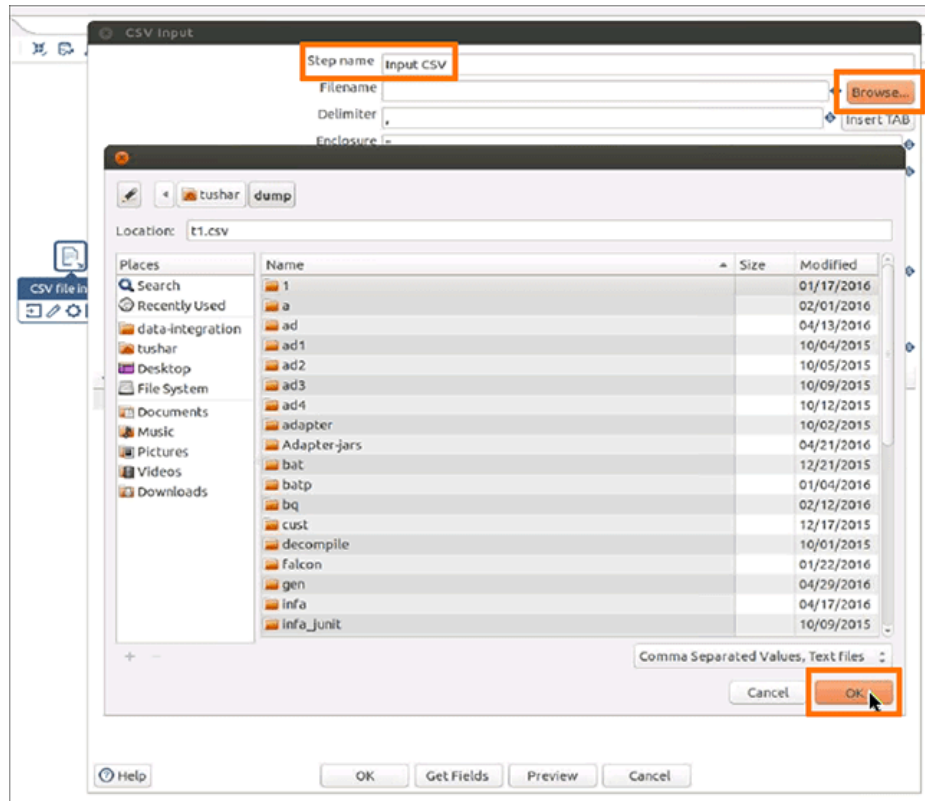 CSV Input
Step name Input CSV
Filename Browse...
Delimiter , Insert TAB
Enclosure "
tushar dump
Location: t1.csv
Places Name Size Modified
Search 1 01/17/2016
Recently Used a 02/01/2016
data-integration ad 04/13/2016
tushar ad1 10/04/2015
Desktop ad2 10/05/2015
File System ad3 10/09/2015
Documents ad4 10/12/2015
Music adapter 10/02/2015
Pictures Adapter-jars 04/21/2016
Videos bat 12/21/2015
Downloads batp 01/04/2016
bq 02/12/2016
cust 12/17/2015
decompile 10/01/2015
falcon 01/22/2016
gen 04/29/2016
infa 04/17/2016
infa_junit 10/09/2015
CSV file in
Comma Separated Values, Text files
Cancel OK
Help OK Get Fields Preview Cancel